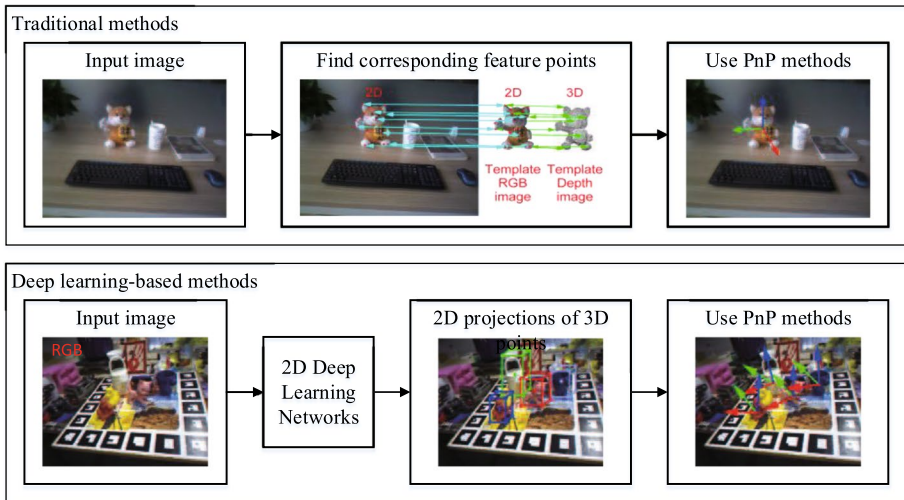 Traditional methods
Input image
Find corresponding feature points
2D
2D
3D
Template
RGB
image
Template
Depth
image
Use PnP methods
Deep learning-based methods
Input image
RGB
2D Deep
Learning
Networks
2D projections of 3D
points
Use PnP methods